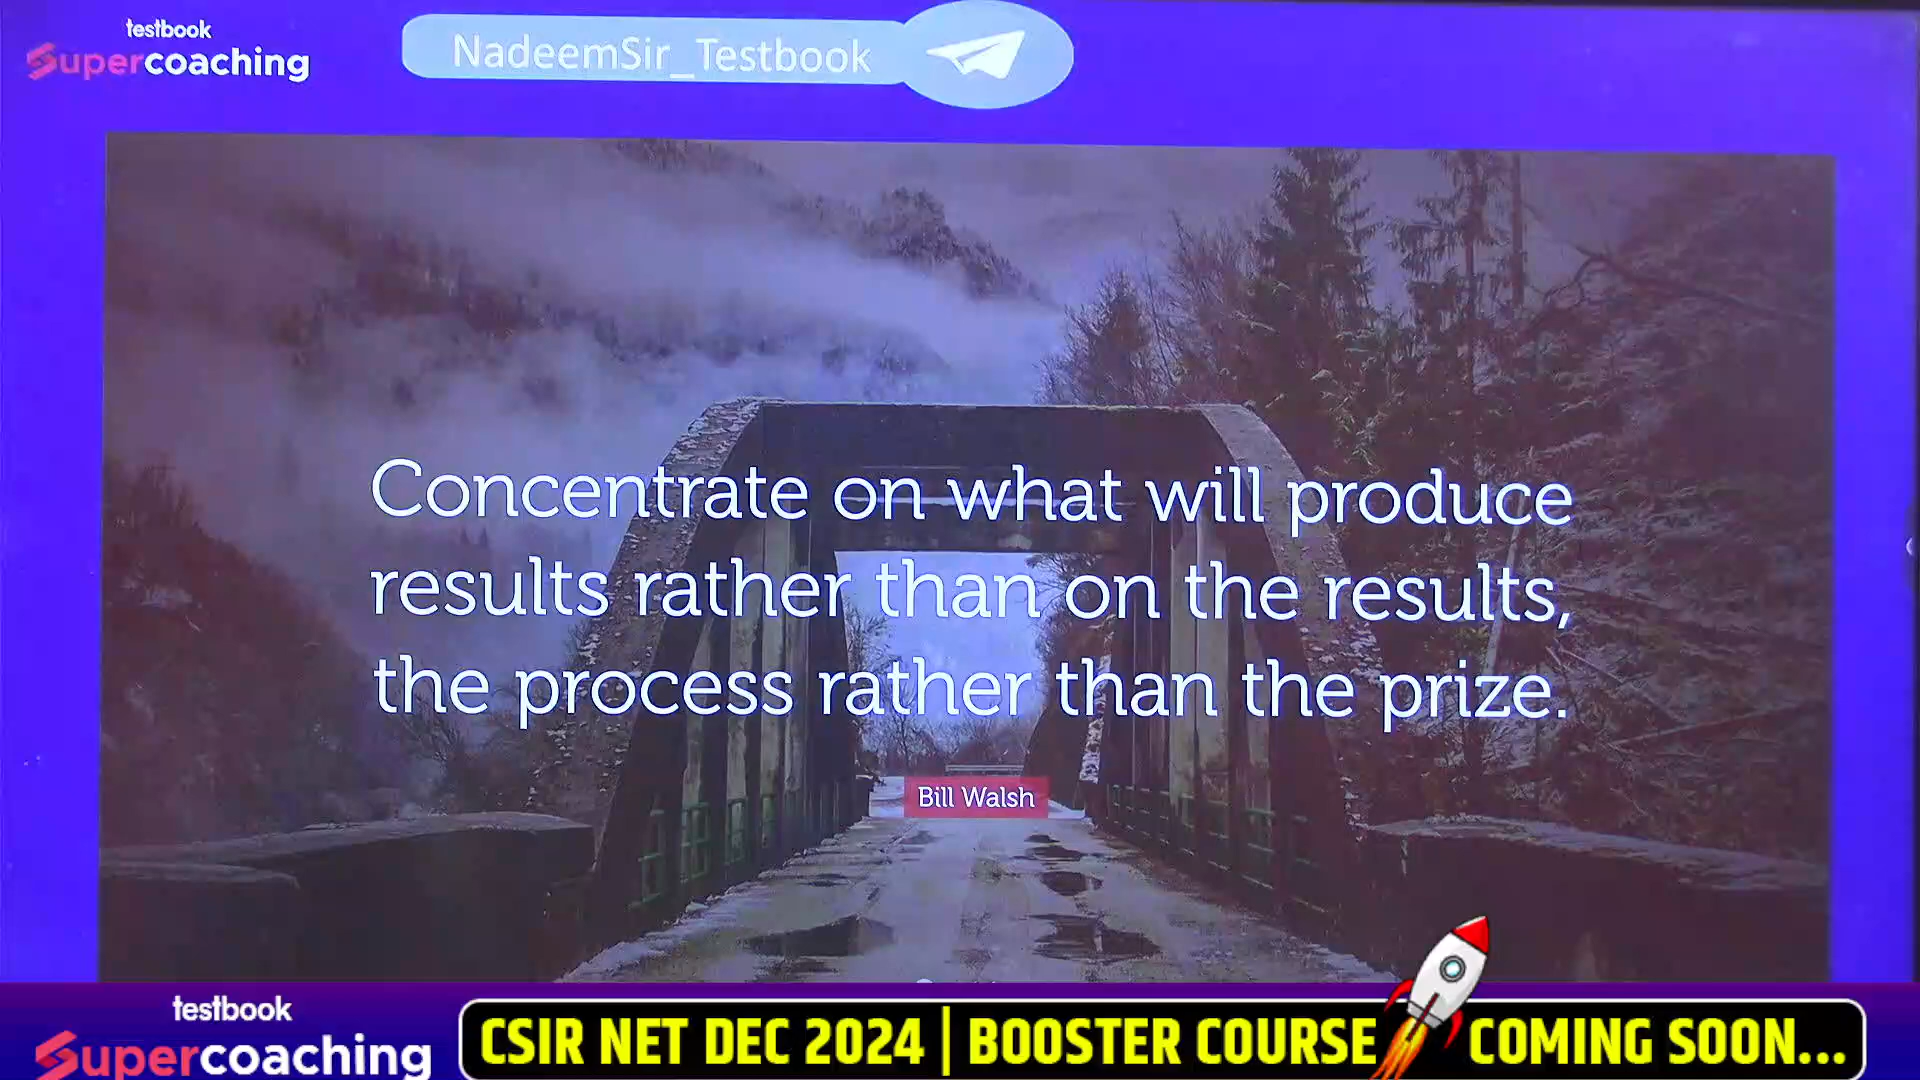 testbook
Supercoaching
NadeemSir_Testbook
Concentrate on what will produce
results rather than on the results,
the process rather than the prize.
Bill Walsh
testbook
Supercoaching
CSIR NET DEC 2024 | BOOSTER COURSE COMING SOON...